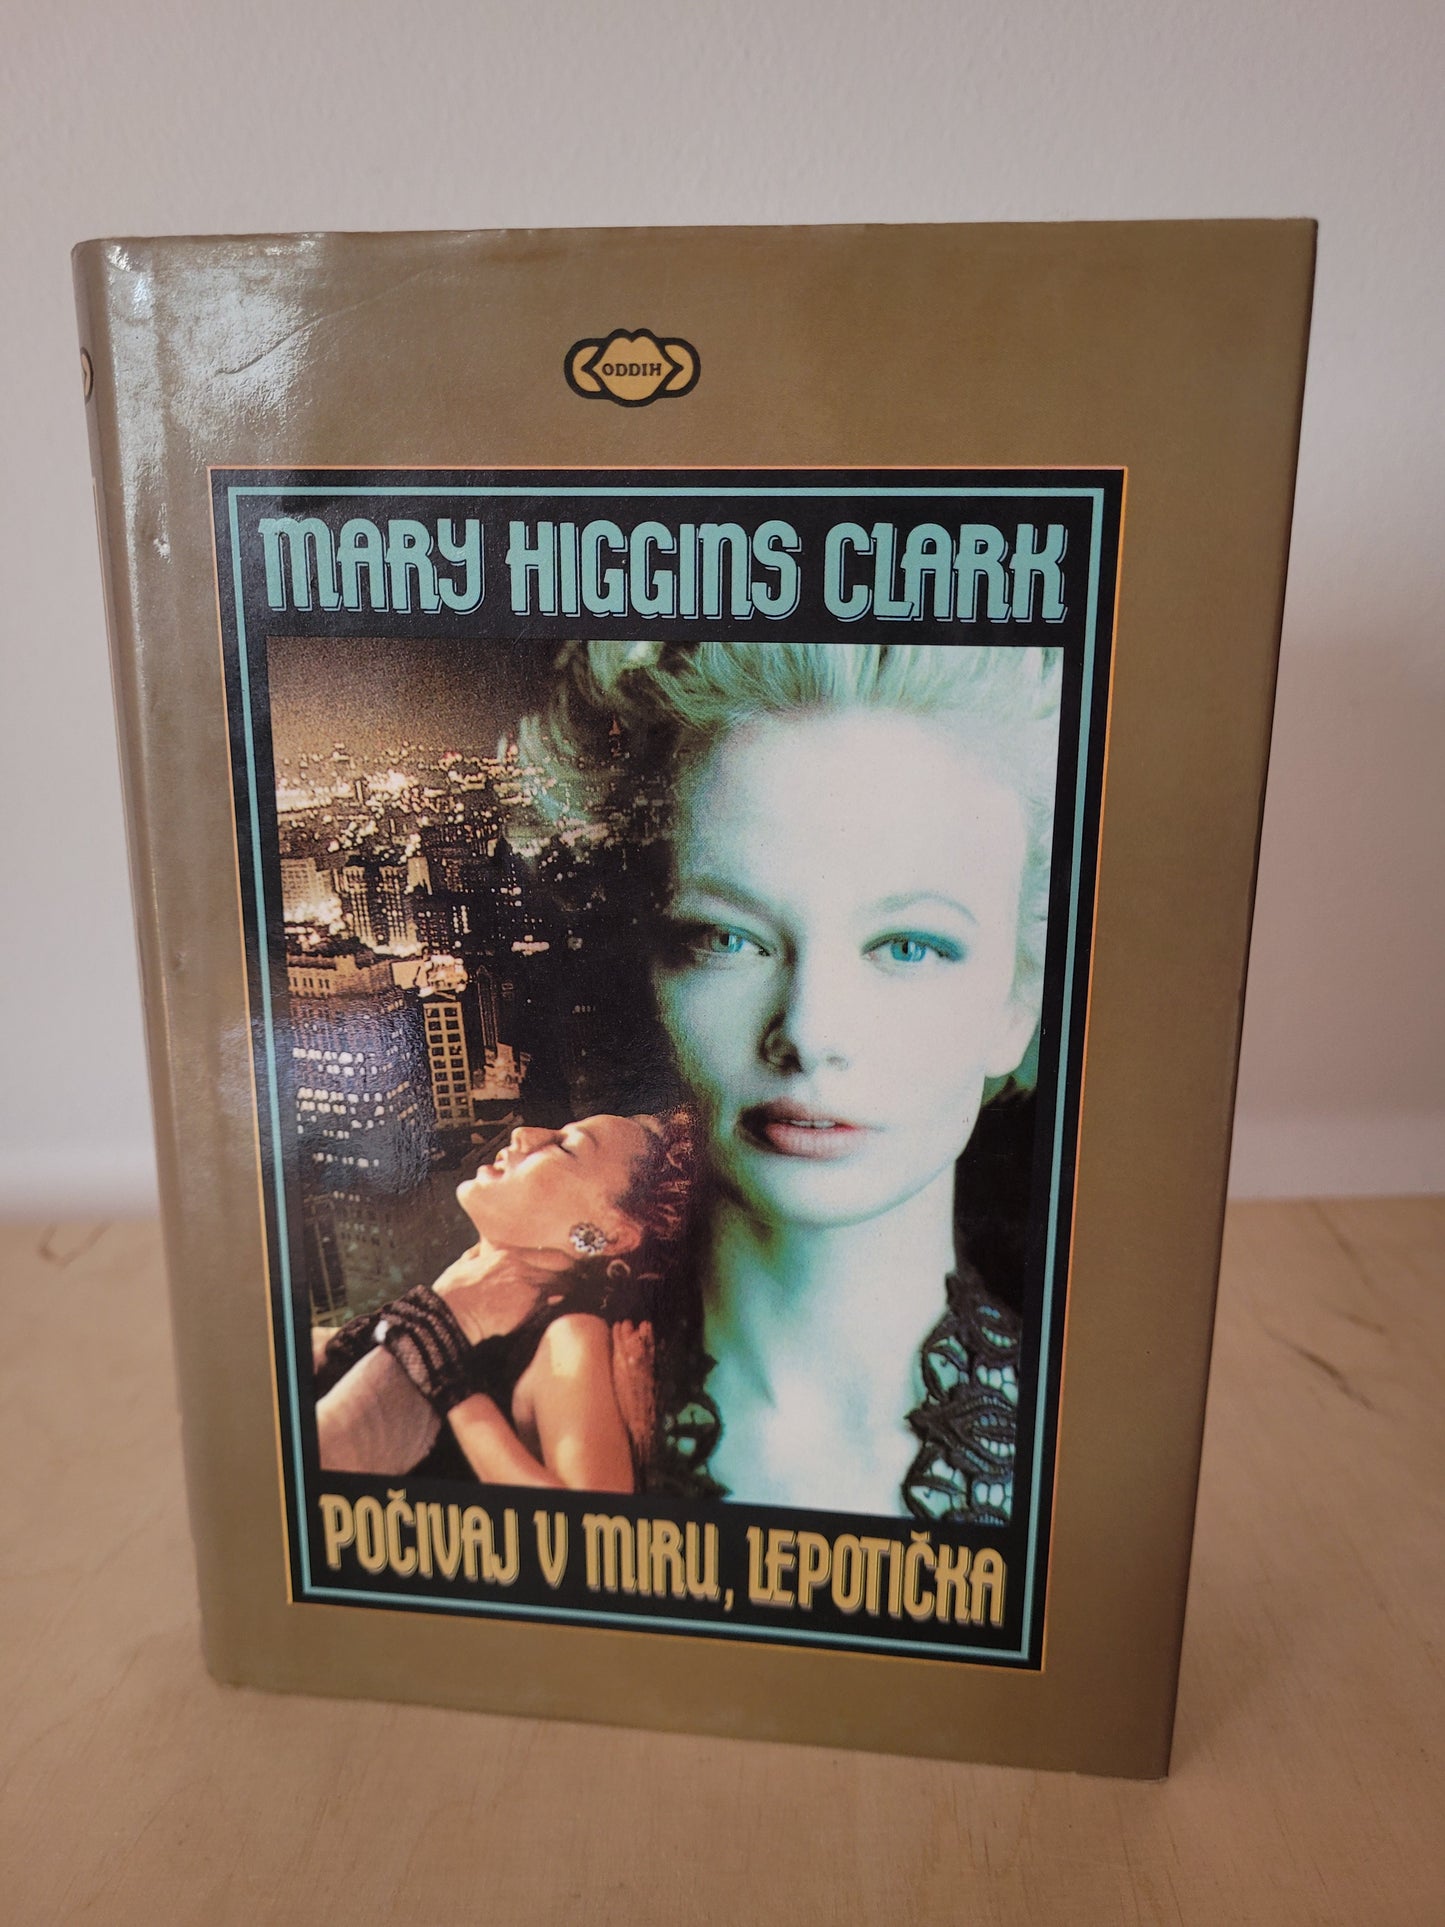 ODDIH
MARY HIGGINS CLARK
POČIVAJ V MIRU, LEPOTIČKA